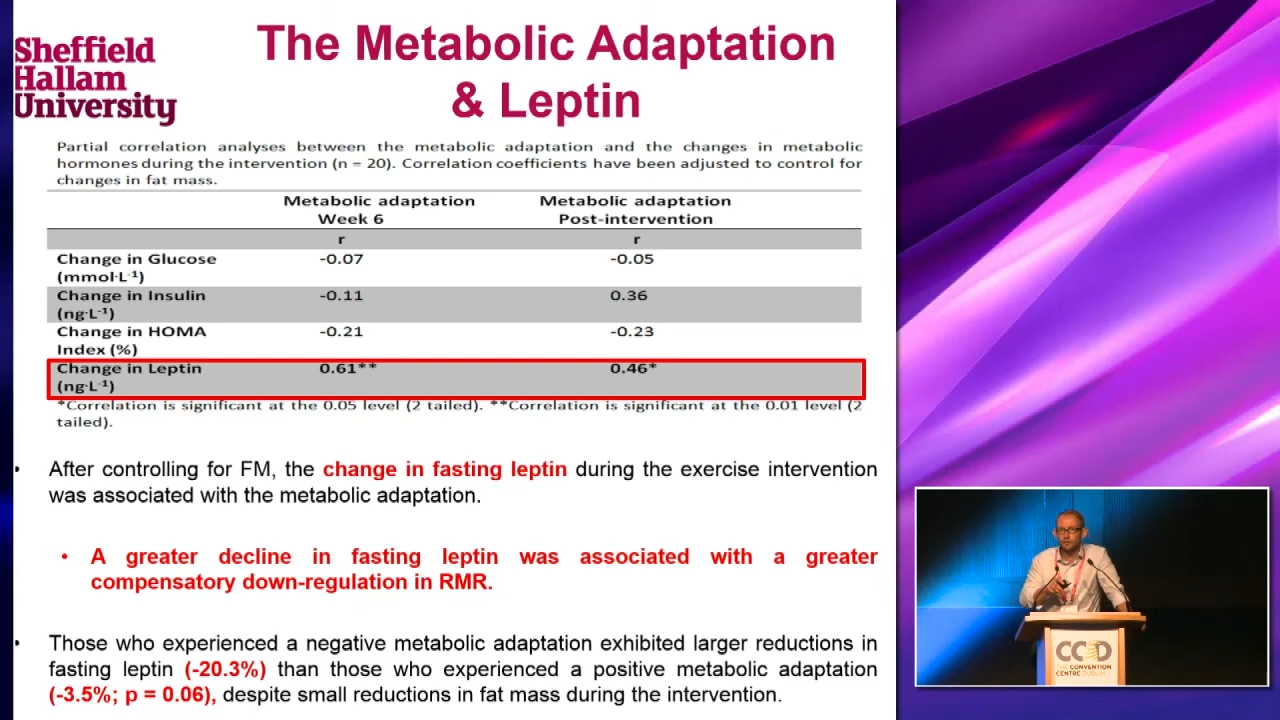 Sheffield
Hallam
University
The Metabolic Adaptation
& Leptin
Partial correlation analyses between the metabolic adaptation and the changes in metabolic
hormones during the intervention (n = 20). Correlation coefficients have been adjusted to control for
changes in fat mass.
Metabolic adaptation Metabolic adaptation
Week 6 Post-intervention
r r
Change in Glucose -0.07 -0.05
(mmol·L⁻¹)
Change in Insulin -0.11 0.36
(ng·L⁻¹)
Change in HOMA -0.21 -0.23
Index (%)
Change in Leptin 0.61** 0.46*
(ng·L⁻¹)
*Correlation is significant at the 0.05 level (2 tailed). **Correlation is significant at the 0.01 level (2
tailed).
• After controlling for FM, the change in fasting leptin during the exercise intervention
was associated with the metabolic adaptation.
• A greater decline in fasting leptin was associated with a greater
compensatory down-regulation in RMR.
• Those who experienced a negative metabolic adaptation exhibited larger reductions in
fasting leptin (-20.3%) than those who experienced a positive metabolic adaptation
(-3.5%; p = 0.06), despite small reductions in fat mass during the intervention.
CCD
THE CONVENTION
CENTRE DUBLIN